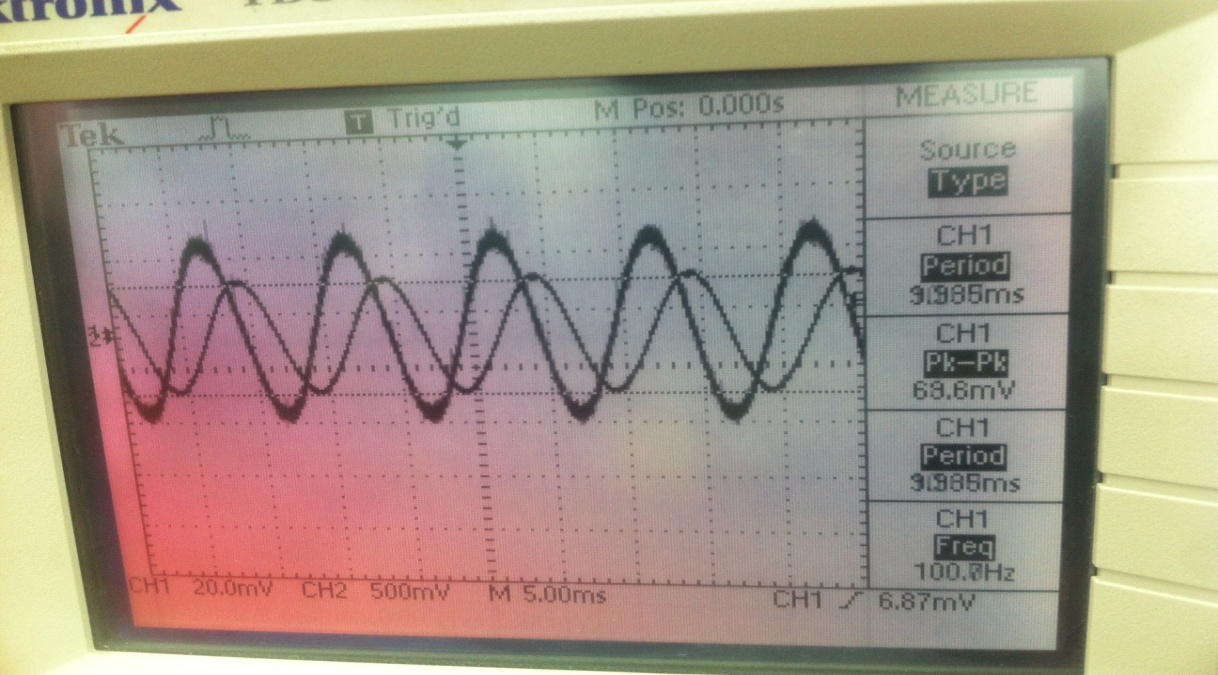 Tek
Trig'd
M Pos: 0.000s
MEASURE
Source
Type
CH1
Period
CH1
Pk-Pk
69.6mV
CH1
Period
CH1
Freq
CH1 20.0mV
CH2 500mV
M 5.00ms
CH1
6.87mV